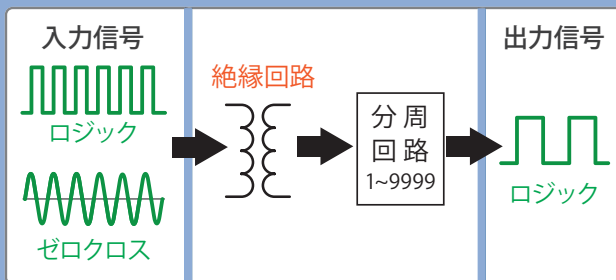 入力信号
ロジック
ゼロクロス
絶縁回路
分周
回路
1~9999
出力信号
ロジック